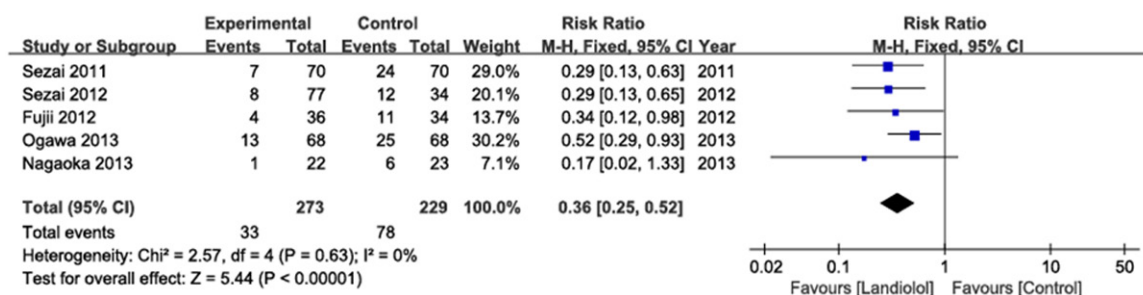 Experimental Control Risk Ratio Risk Ratio
Study or Subgroup Events Total Events Total Weight M-H, Fixed, 95% CI Year M-H, Fixed, 95% CI
Sezai 2011 7 70 24 70 29.0% 0.29 [0.13, 0.63] 2011
Sezai 2012 8 77 12 34 20.1% 0.29 [0.13, 0.65] 2012
Fujii 2012 4 36 11 34 13.7% 0.34 [0.12, 0.98] 2012
Ogawa 2013 13 68 25 68 30.2% 0.52 [0.29, 0.93] 2013
Nagaoka 2013 1 22 6 23 7.1% 0.17 [0.02, 1.33] 2013
Total (95% CI) 273 229 100.0% 0.36 [0.25, 0.52]
Total events 33 78
Heterogeneity: Chi² = 2.57, df = 4 (P = 0.63); I² = 0%
Test for overall effect: Z = 5.44 (P < 0.00001)
0.02 0.1 1 10 50
Favours [Landiolol] Favours [Control]